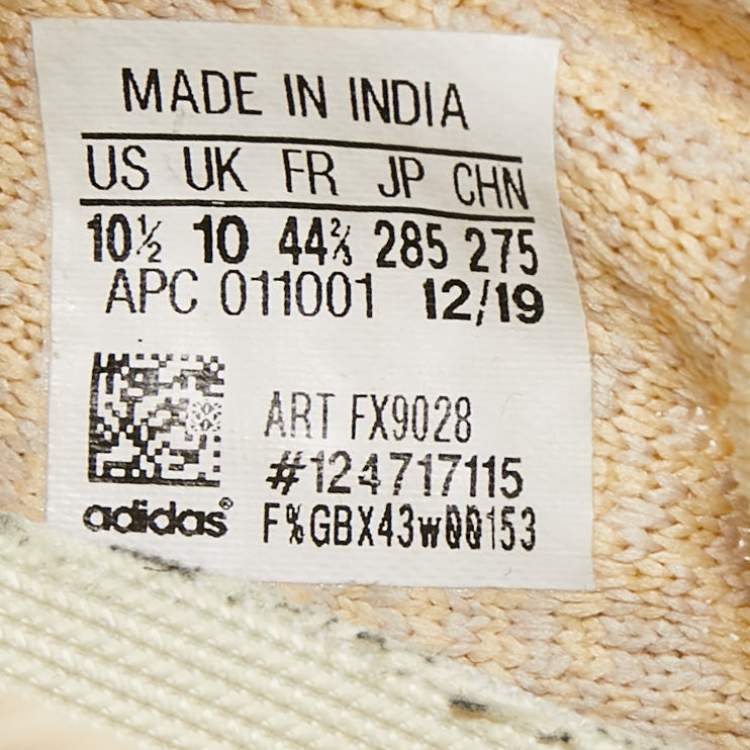 MADE IN INDIA
US UK FR JP CHN
10½ 10 44⅔ 285 275
APC 011001 12/19
ART FX9028
#124717115
adidas® F%GBX43w00153